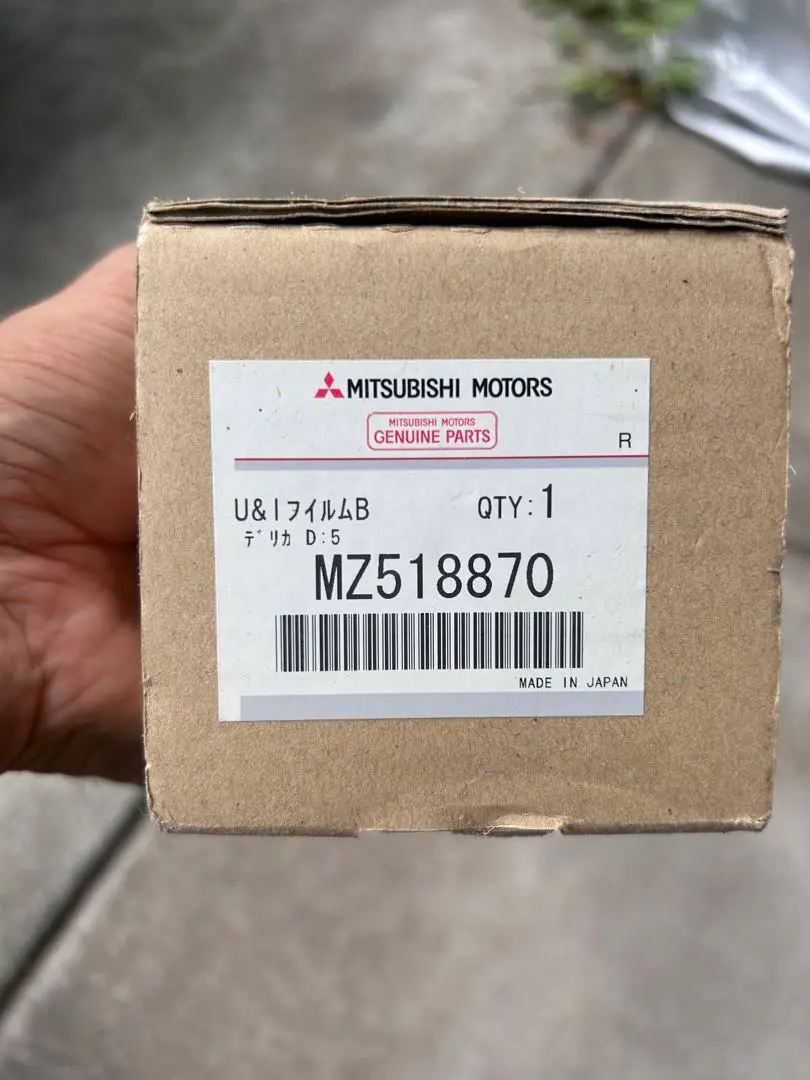 MITSUBISHI MOTORS
MITSUBISHI MOTORS
GENUINE PARTS
R
U&IフイルムB QTY:1
デリカ D:5
MZ518870
MADE IN JAPAN